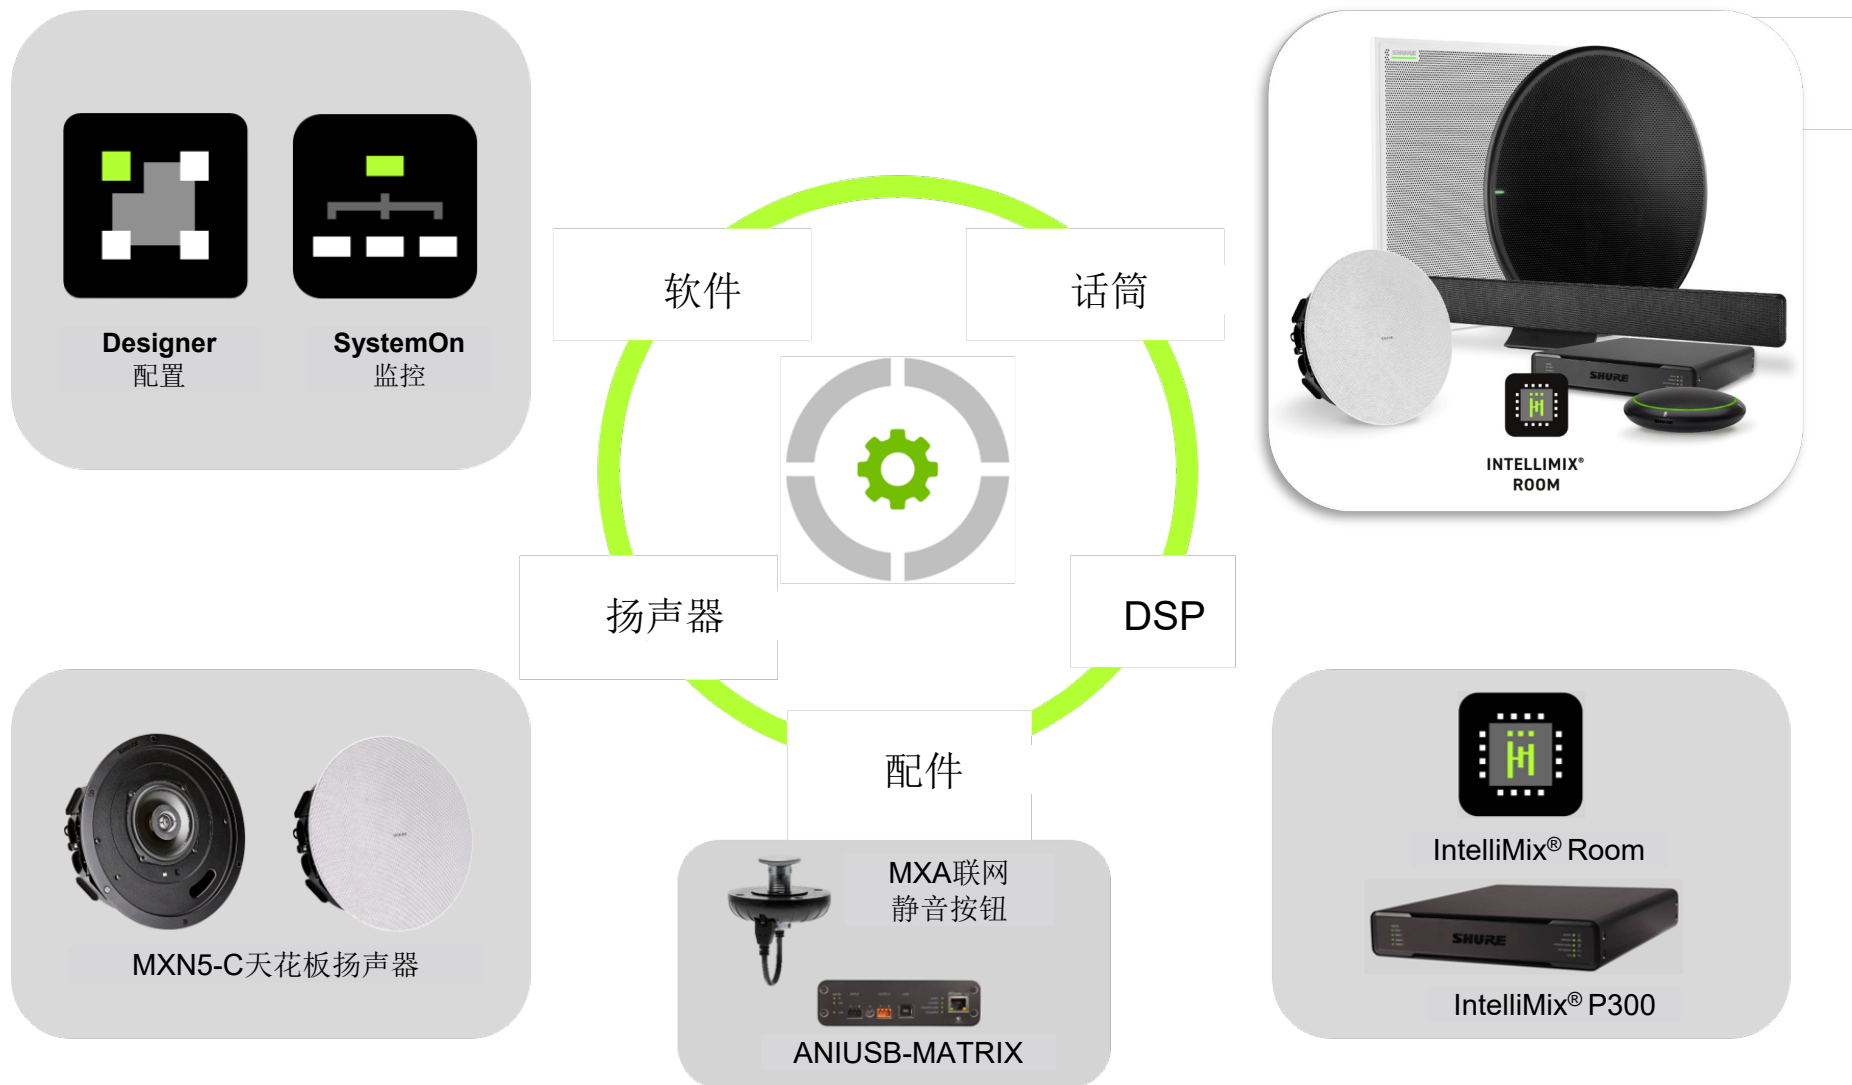 SHURE
SHURE
INTELLIMIX®
ROOM
Designer
配置
SystemOn
监控
软件
话筒
扬声器
DSP
配件
MXN5-C天花板扬声器
MXA联网
静音按钮
ANIUSB-MATRIX
IntelliMix® Room
SHURE
IntelliMix® P300